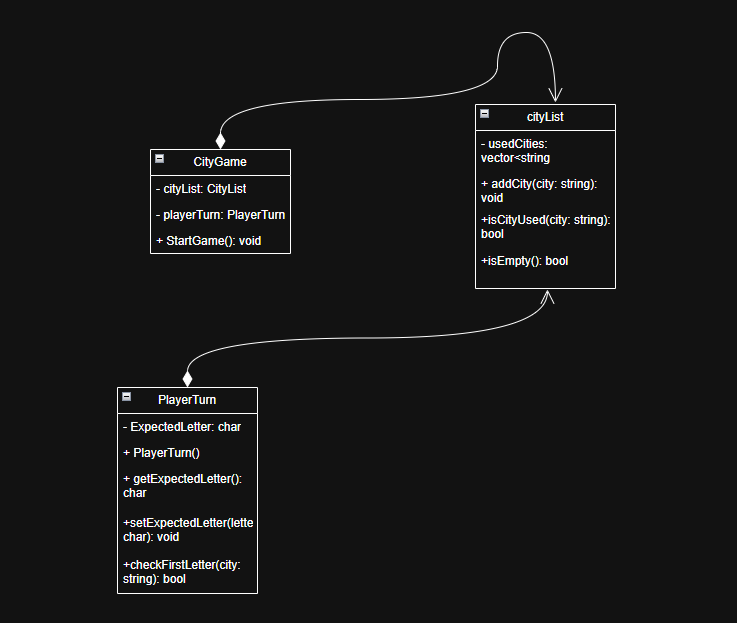 CityGame
- cityList: CityList
- playerTurn: PlayerTurn
+ StartGame(): void
cityList
- usedCities:
vector<string
+ addCity(city: string):
void
+isCityUsed(city: string):
bool
+isEmpty(): bool
PlayerTurn
- ExpectedLetter: char
+ PlayerTurn()
+ getExpectedLetter():
char
+setExpectedLetter(lette
char): void
+checkFirstLetter(city:
string): bool